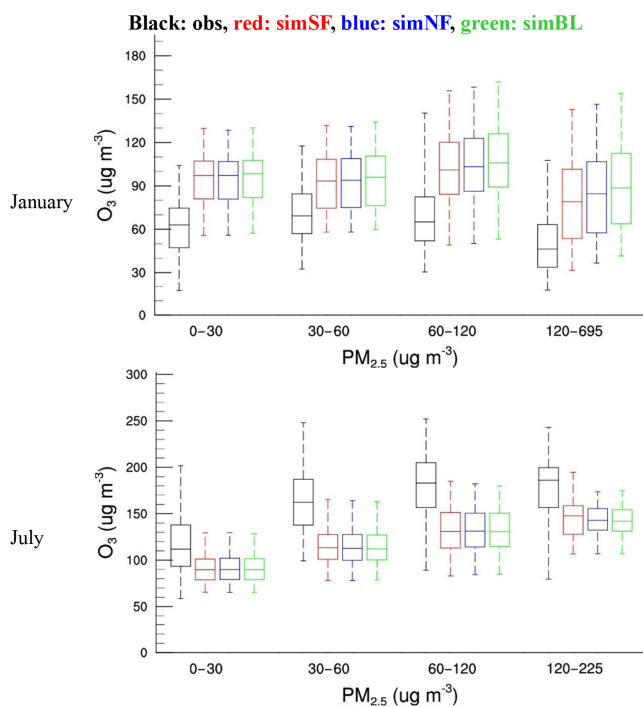 Black: obs, red: simSF, blue: simNF, green: simBL
180
150
120
90
60
30
0
O3 (ug m-3)
January
0-30 30-60 60-120 120-695
PM2.5 (ug m-3)
300
250
200
150
100
50
0
O3 (ug m-3)
July
0-30 30-60 60-120 120-225
PM2.5 (ug m-3)